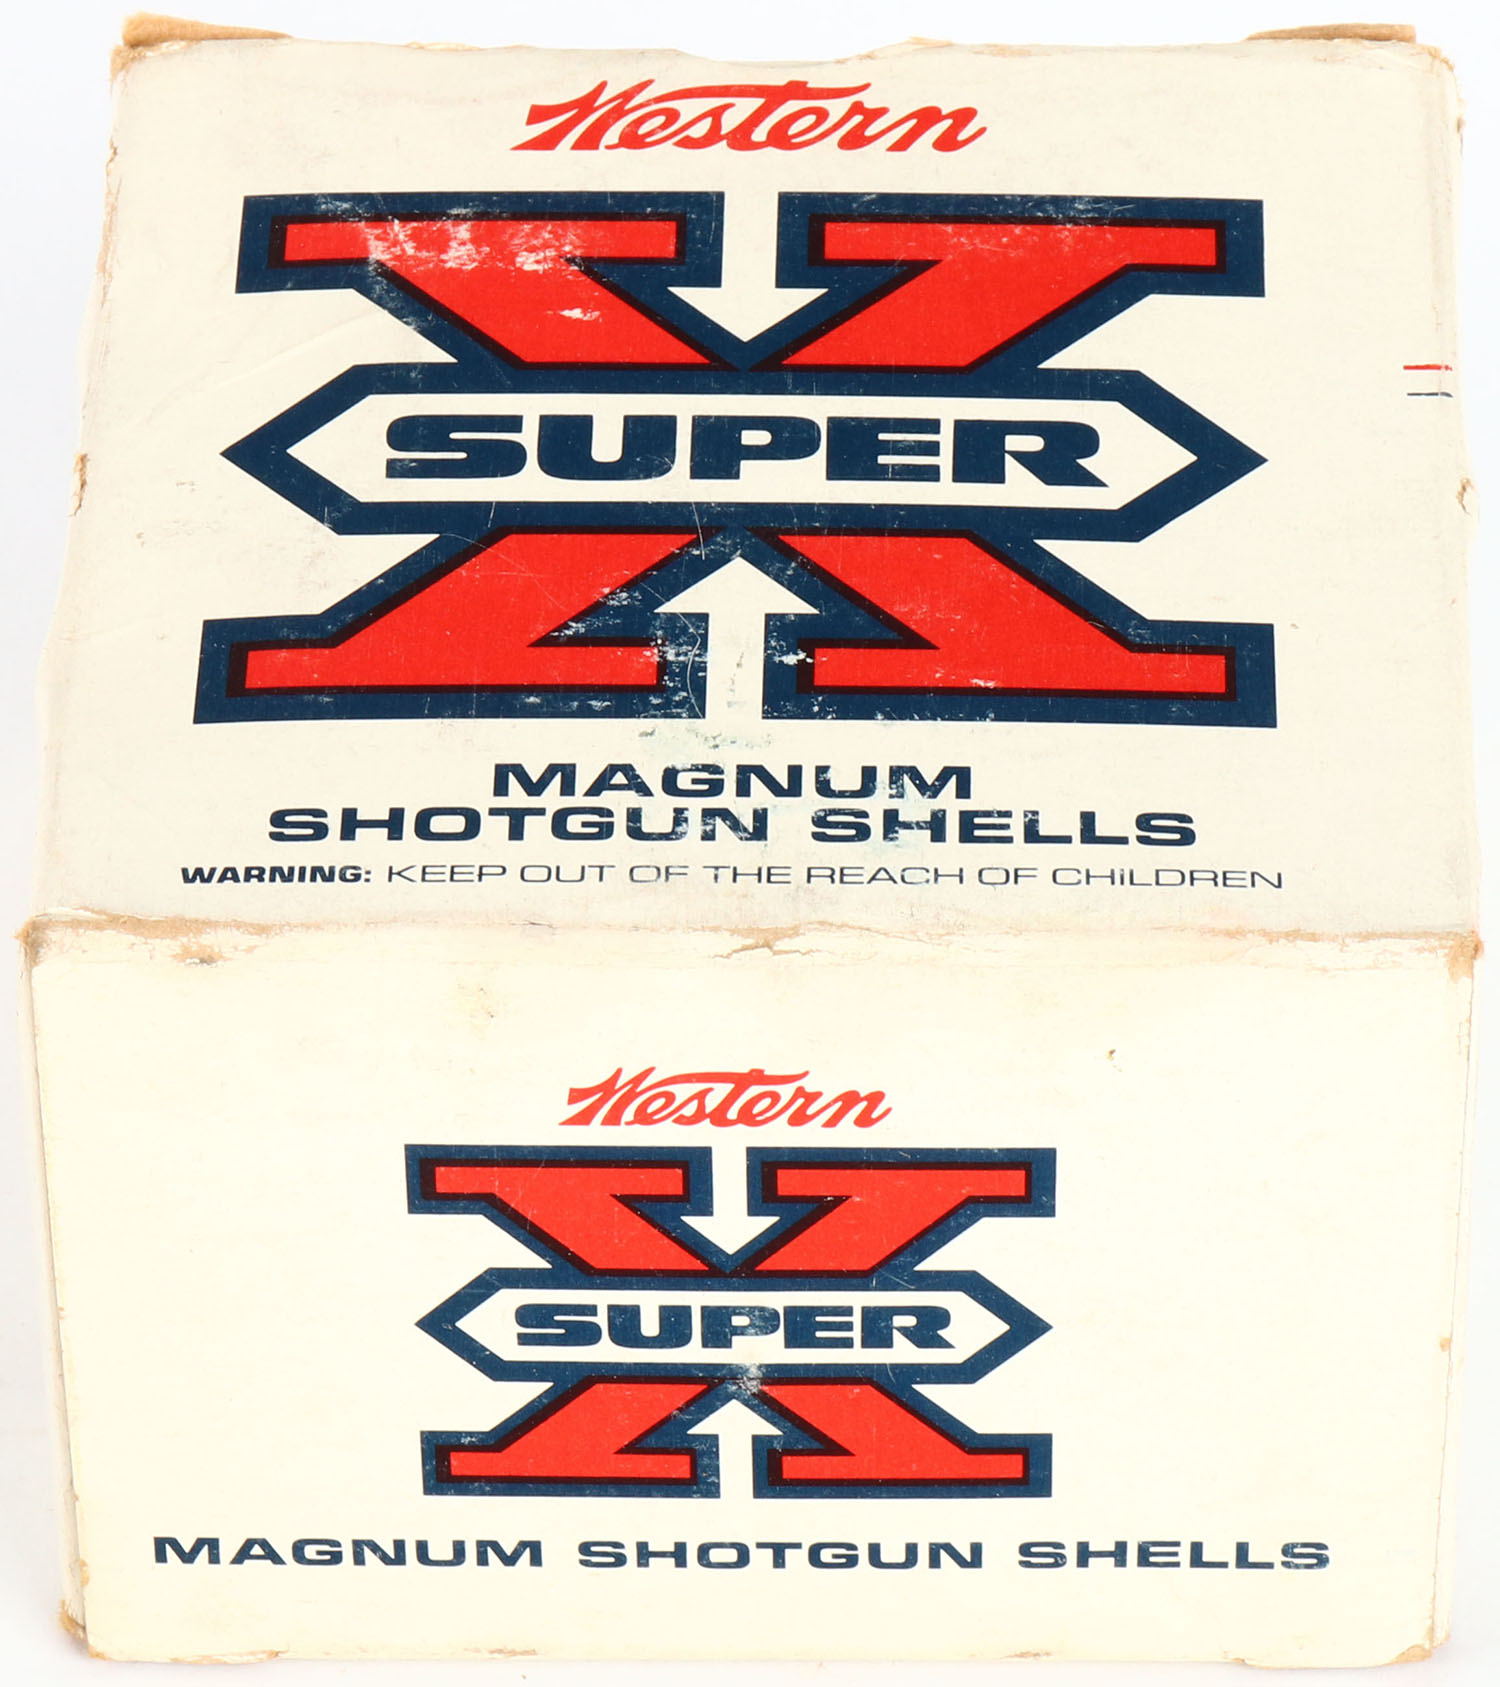 Western
SUPER
MAGNUM
SHOTGUN SHELLS
WARNING: KEEP OUT OF THE REACH OF CHILDREN
Western
SUPER
MAGNUM SHOTGUN SHELLS